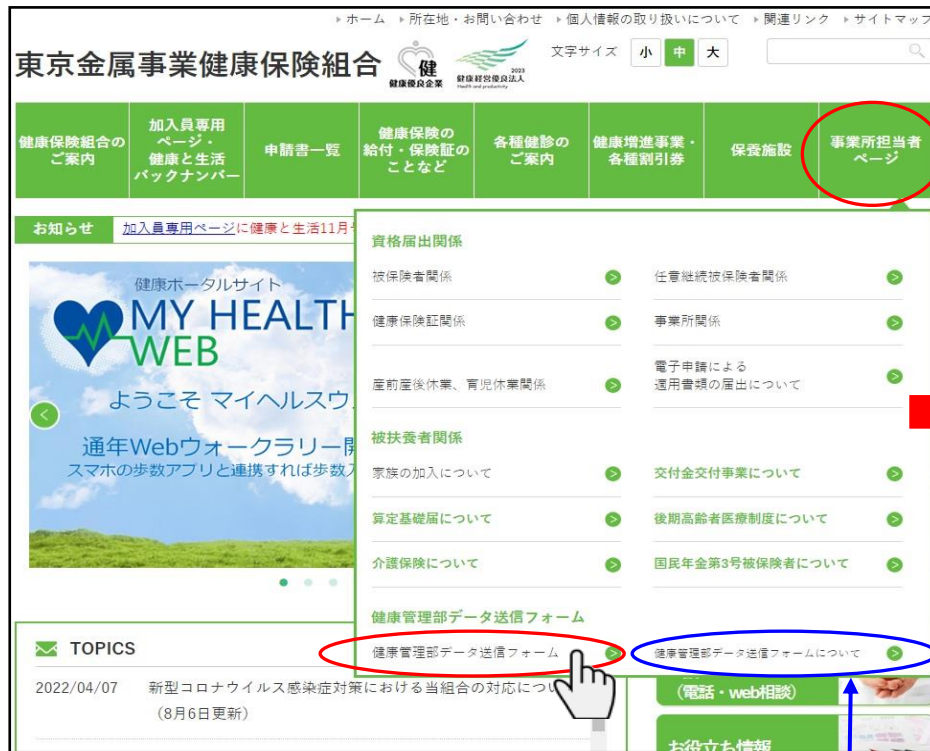 ホーム 所在地・お問い合わせ 個人情報の取り扱いについて 関連リンク サイトマップ
東京金属事業健康保険組合
健
健康優良企業
2023
健康経営優良法人
Health and productivity
文字サイズ 小 中 大
健康保険組合の
ご案内
加入員専用
ページ・
健康と生活
バックナンバー
申請書一覧
健康保険の
給付・保険証の
ことなど
各種健診の
ご案内
健康増進事業・
各種割引券
保養施設
事業所担当者
ページ
お知らせ 加入員専用ページに健康と生活11月
健康ポータルサイト
MY HEALTH
WEB
ようこそ マイヘルスウ
通年Webウォークラリー開
スマホの歩数アプリと連携すれば歩数
資格届出関係
被保険者関係 任意継続被保険者関係
健康保険証関係 事業所関係
産前産後休業、育児休業関係 電子申請による
適用書類の届出について
被扶養者関係
家族の加入について 交付金交付事業について
算定基礎届について 後期高齢者医療制度について
介護保険について 国民年金第3号被保険者について
健康管理部データ送信フォーム
健康管理部データ送信フォーム 健康管理部データ送信フォームについて
TOPICS
2022/04/07 新型コロナウイルス感染症対策における当組合の対応につい
（8月6日更新）
（電話・web相談）
お役立ち情報